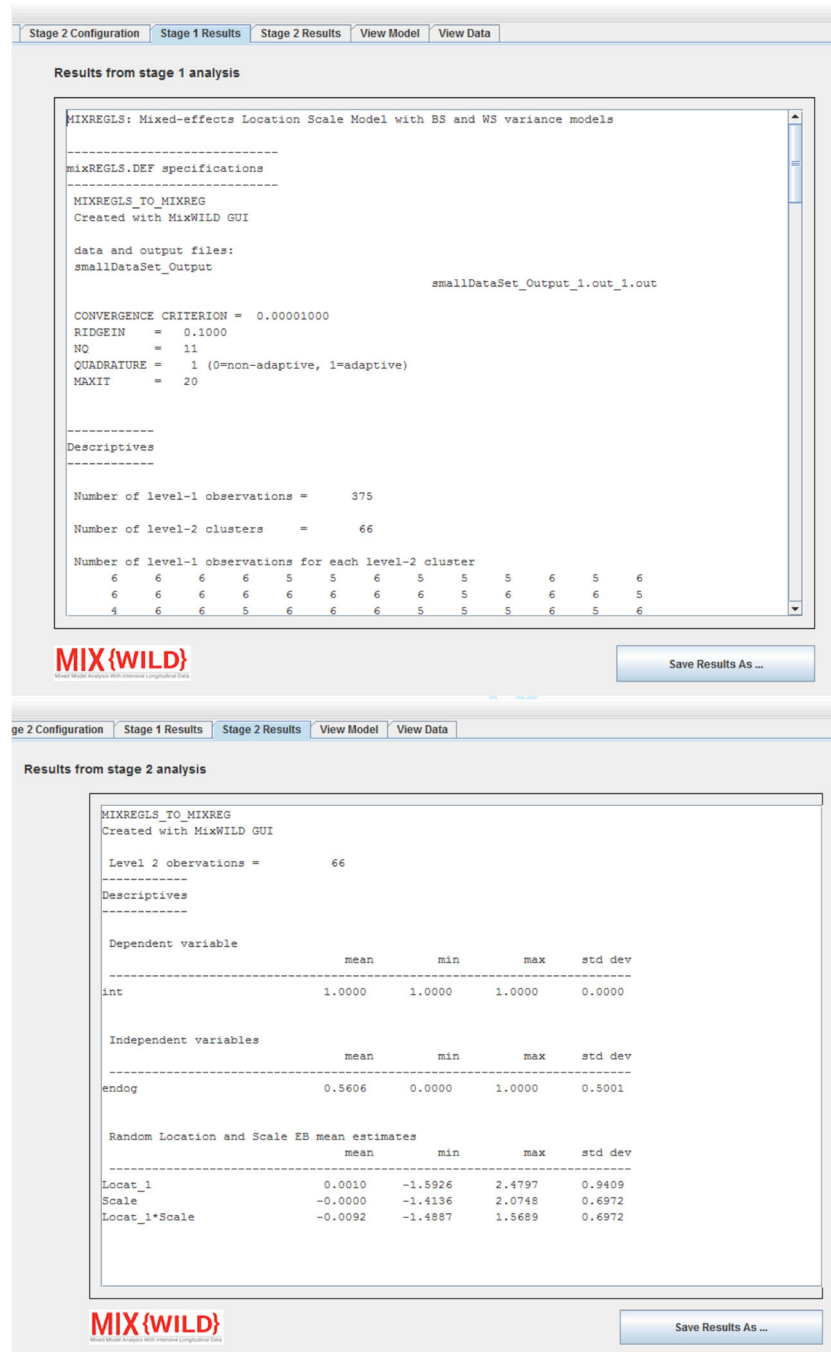 Stage 2 Configuration Stage 1 Results Stage 2 Results View Model View Data
Results from stage 1 analysis
MIXREGLS: Mixed-effects Location Scale Model with BS and WS variance models
-----------------------------
mixREGLS.DEF specifications
-----------------------------
MIXREGLS_TO_MIXREG
Created with MixWILD GUI
data and output files:
smallDataSet_Output
smallDataSet_Output_1.out_1.out
CONVERGENCE CRITERION = 0.00001000
RIDGEIN = 0.1000
NQ = 11
QUADRATURE = 1 (0=non-adaptive, 1=adaptive)
MAXIT = 20
------------
Descriptives
------------
Number of level-1 observations = 375
Number of level-2 clusters = 66
Number of level-1 observations for each level-2 cluster
6 6 6 6 5 5 6 5 5 5 6 5 6
6 6 6 6 6 6 6 6 5 6 6 6 5
4 6 6 5 6 6 6 5 5 5 6 5 6
MIX {WILD}
Mixed Model Analysis With Intensive Longitudinal Data
Save Results As ...
ge 2 Configuration Stage 1 Results Stage 2 Results View Model View Data
Results from stage 2 analysis
MIXREGLS_TO_MIXREG
Created with MixWILD GUI
Level 2 obervations = 66
------------
Descriptives
------------
Dependent variable
mean min max std dev
------------------------------------------------------------------------
int 1.0000 1.0000 1.0000 0.0000
Independent variables
mean min max std dev
------------------------------------------------------------------------
endog 0.5606 0.0000 1.0000 0.5001
Random Location and Scale EB mean estimates
mean min max std dev
------------------------------------------------------------------------
Locat_1 0.0010 -1.5926 2.4797 0.9409
Scale -0.0000 -1.4136 2.0748 0.6972
Locat_1*Scale -0.0092 -1.4887 1.5689 0.6972
MIX {WILD}
Mixed Model Analysis With Intensive Longitudinal Data
Save Results As ...